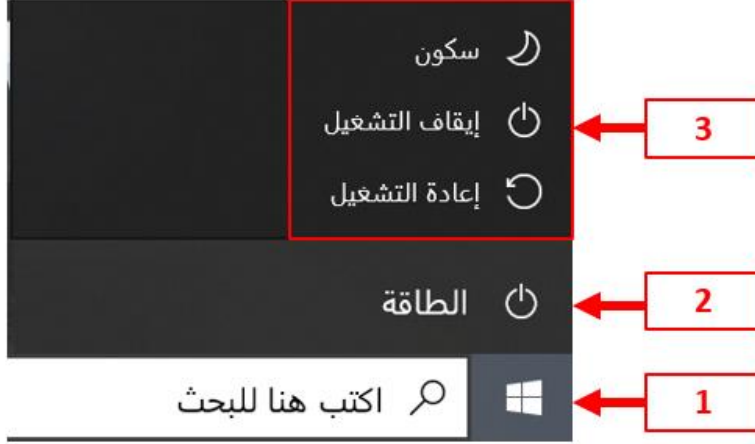 سكون
إيقاف التشغيل
3
إعادة التشغيل
الطاقة
2
اكتب هنا للبحث
1